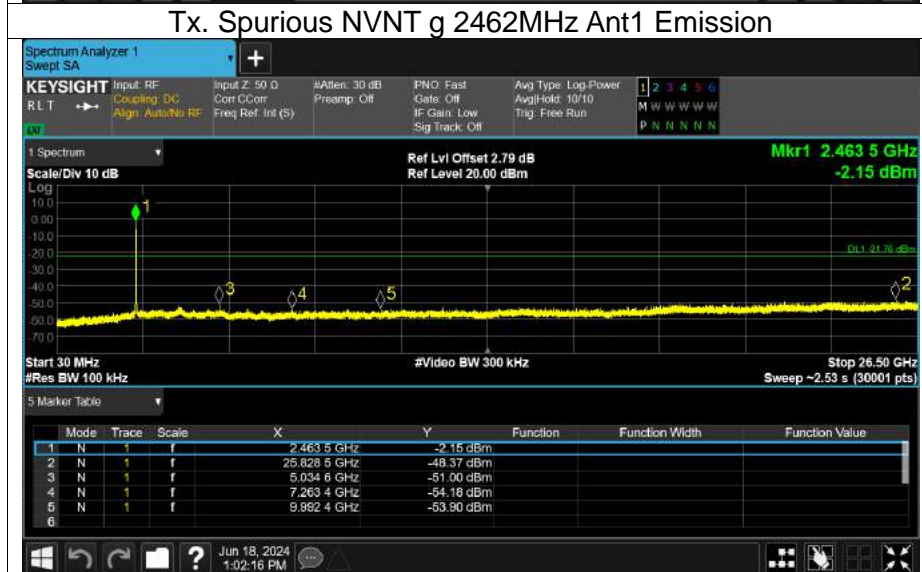 Tx. Spurious NVNT g 2462MHz Ant1 Emission
Spectrum Analyzer 1
Swept SA
+
KEYSIGHT Input: RF Input Z: 50 Ω #Atten: 30 dB PNO: Fast Avg Type: Log-Power 1 2 3 4 5 6
RLT Coupling: DC Corr CCorr Preamp: Off Gate: Off Avg|Hold: 10/10 M W W W W W
Align: Auto/No RF Freq Ref: Int (S) IF Gain: Low Trig: Free Run
LXI Sig Track: Off P N N N N N
1 Spectrum Ref Lvl Offset 2.79 dB Mkr1 2.463 5 GHz
Scale/Div 10 dB Ref Level 20.00 dBm -2.15 dBm
Log
10.0
1
0.00
-10.0
-20.0 DL1 -21.76 dBm
-30.0
-40.0 3 4 5 2
-50.0
-60.0
-70.0
Start 30 MHz #Video BW 300 kHz Stop 26.50 GHz
#Res BW 100 kHz Sweep ~2.53 s (30001 pts)
5 Marker Table
Mode Trace Scale X Y Function Function Width Function Value
1 N 1 f 2.463 5 GHz -2.15 dBm
2 N 1 f 25.828 5 GHz -48.37 dBm
3 N 1 f 5.034 6 GHz -51.00 dBm
4 N 1 f 7.263 4 GHz -54.18 dBm
5 N 1 f 9.992 4 GHz -53.90 dBm
6
? Jun 18, 2024
1:02:16 PM